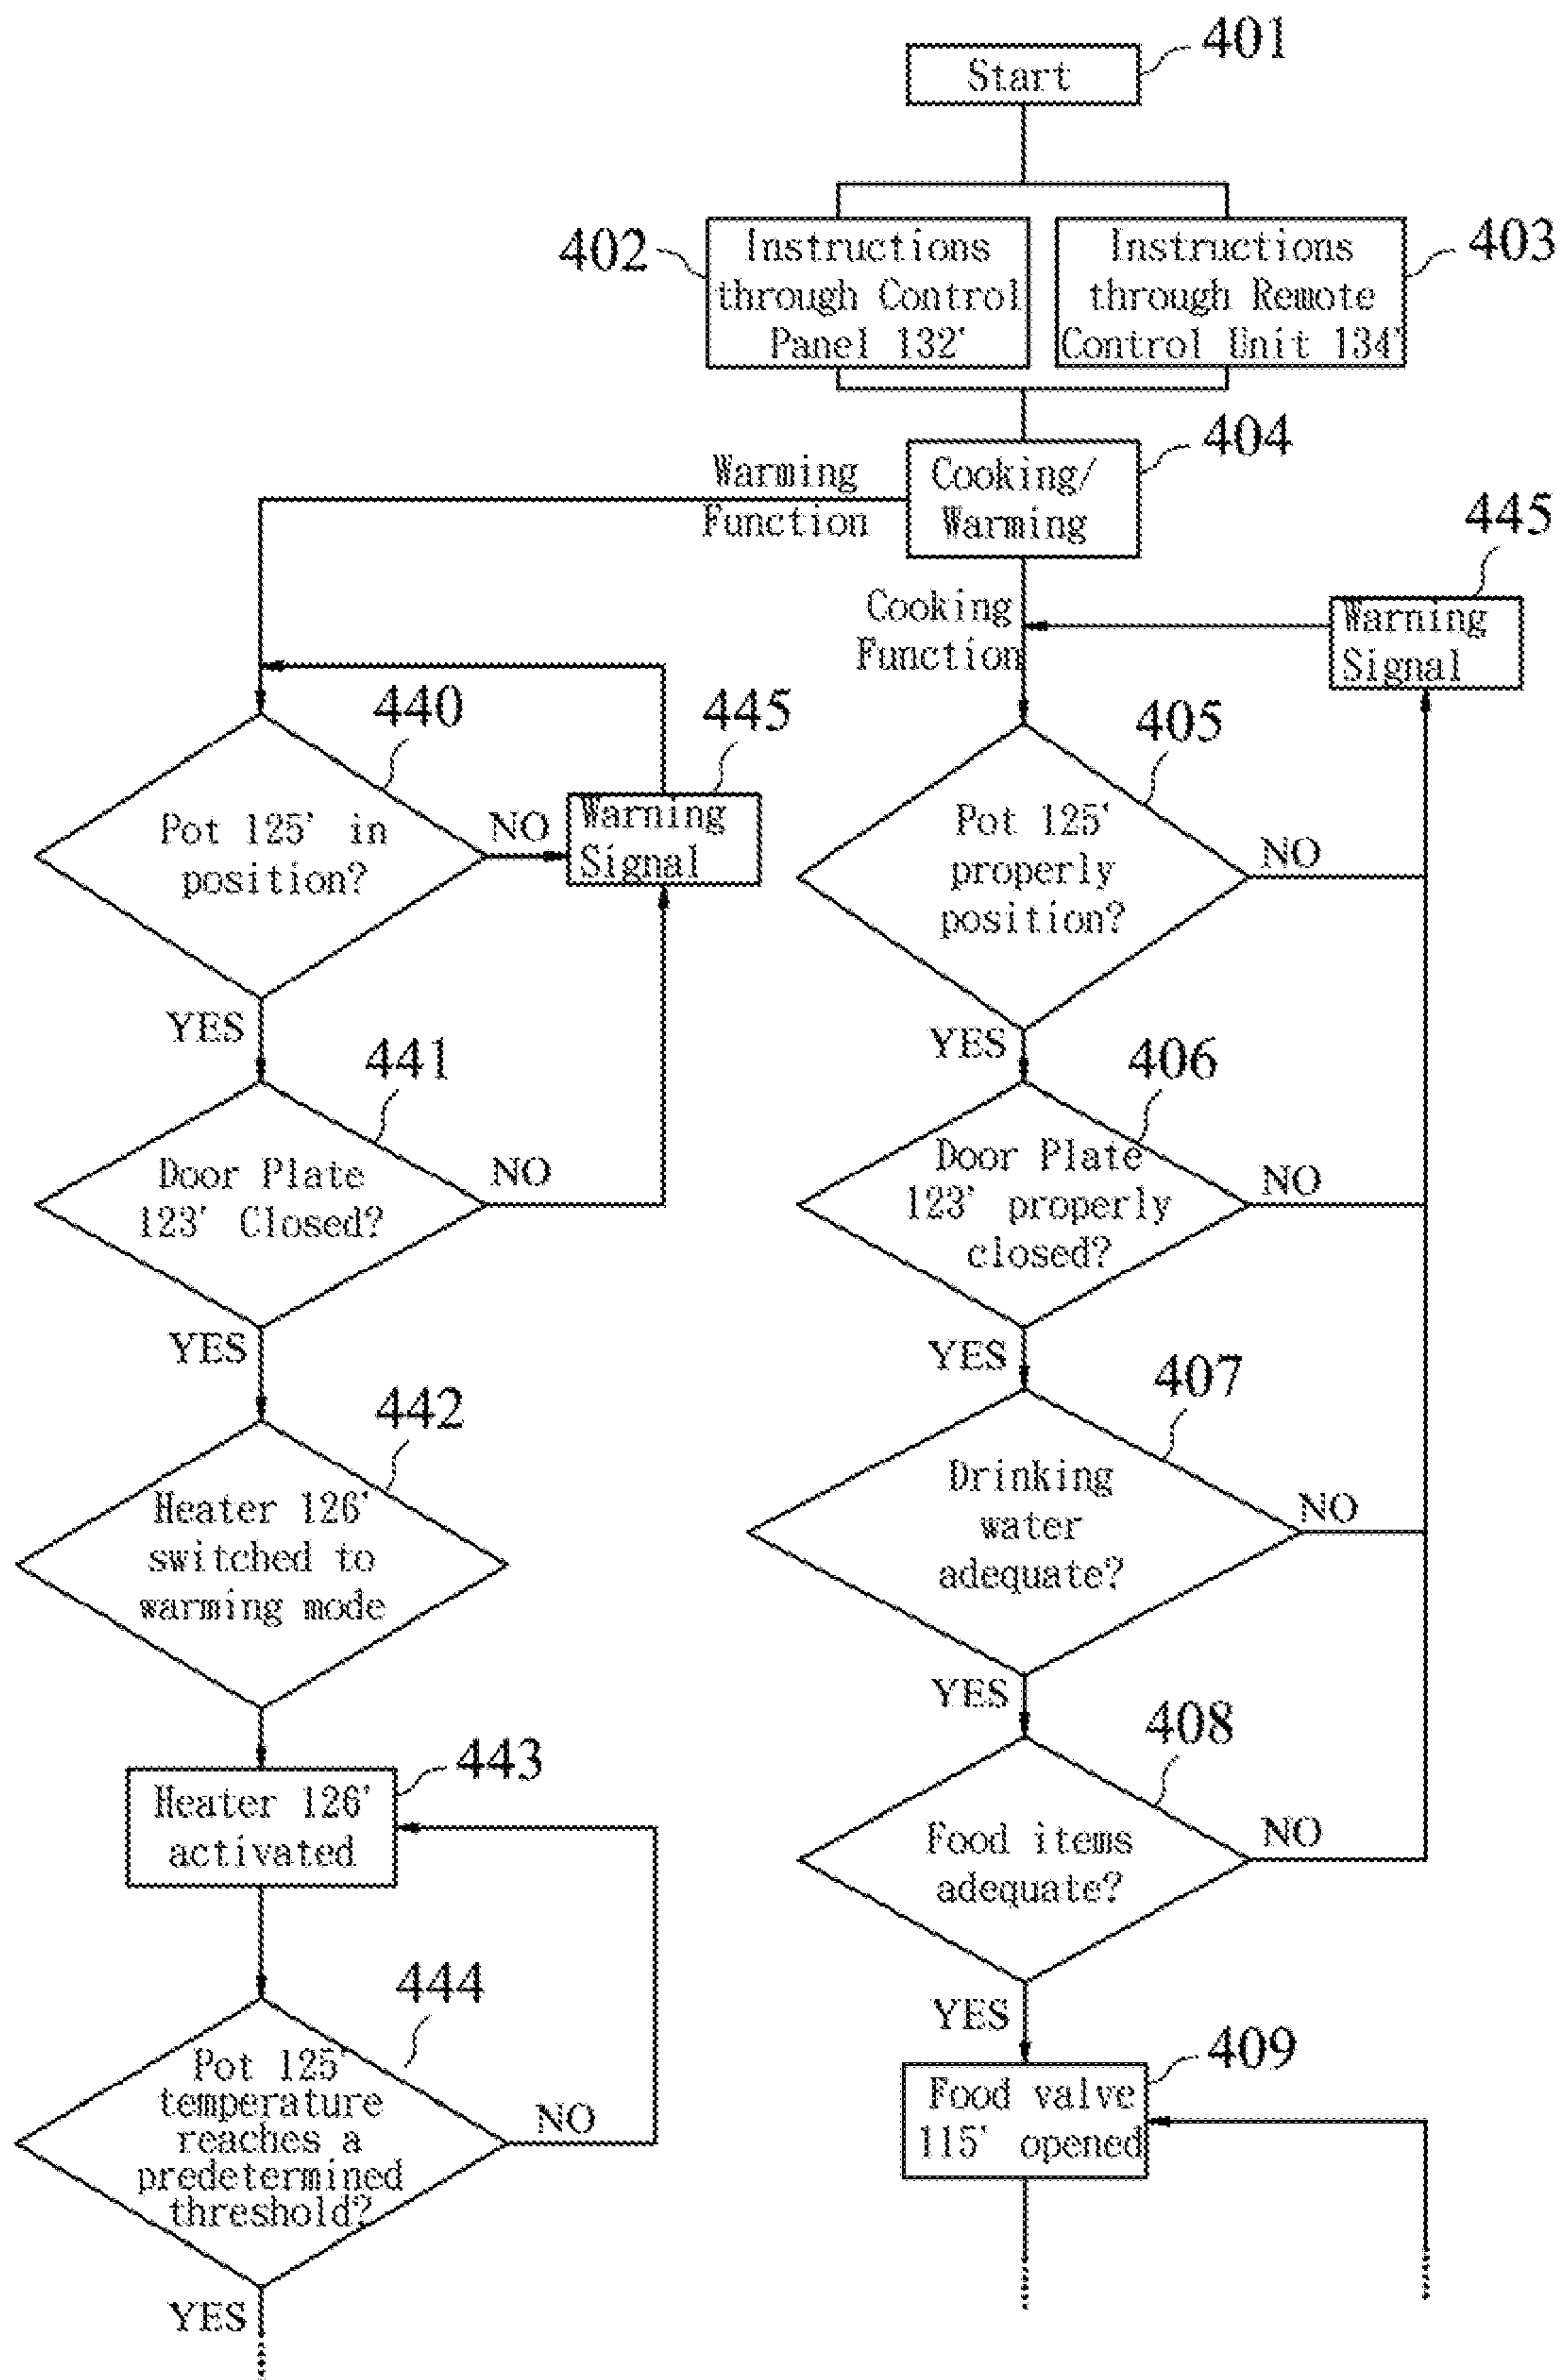 401
Start
402
Instructions
through Control
Panel 132'
403
Instructions
through Remote
Control Unit 134'
404
Cooking/
Warming
Warming
Function
Cooking
Function
445
Warning
Signal
440
Pot 125' in
position?
NO
445
Warning
Signal
YES
405
Pot 125'
properly
position?
NO
YES
441
Door Plate
123' Closed?
NO
YES
406
Door Plate
123' properly
closed?
NO
YES
442
Heater 126'
switched to
warming mode
407
Drinking
water
adequate?
NO
YES
443
Heater 126'
activated
408
Food items
adequate?
NO
YES
444
Pot 125'
temperature
reaches a
predetermined
threshold?
NO
YES
409
Food valve
115' opened